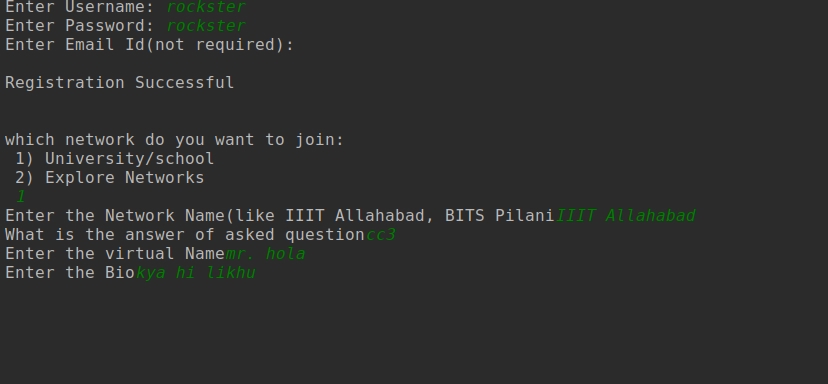 Enter Username: rockster
Enter Password: rockster
Enter Email Id(not required):
Registration Successful
which network do you want to join:
1) University/school
2) Explore Networks
1
Enter the Network Name(like IIIT Allahabad, BITS PilaniIIIT Allahabad
What is the answer of asked questioncc3
Enter the virtual Namemr. hola
Enter the Biokya hi likhu